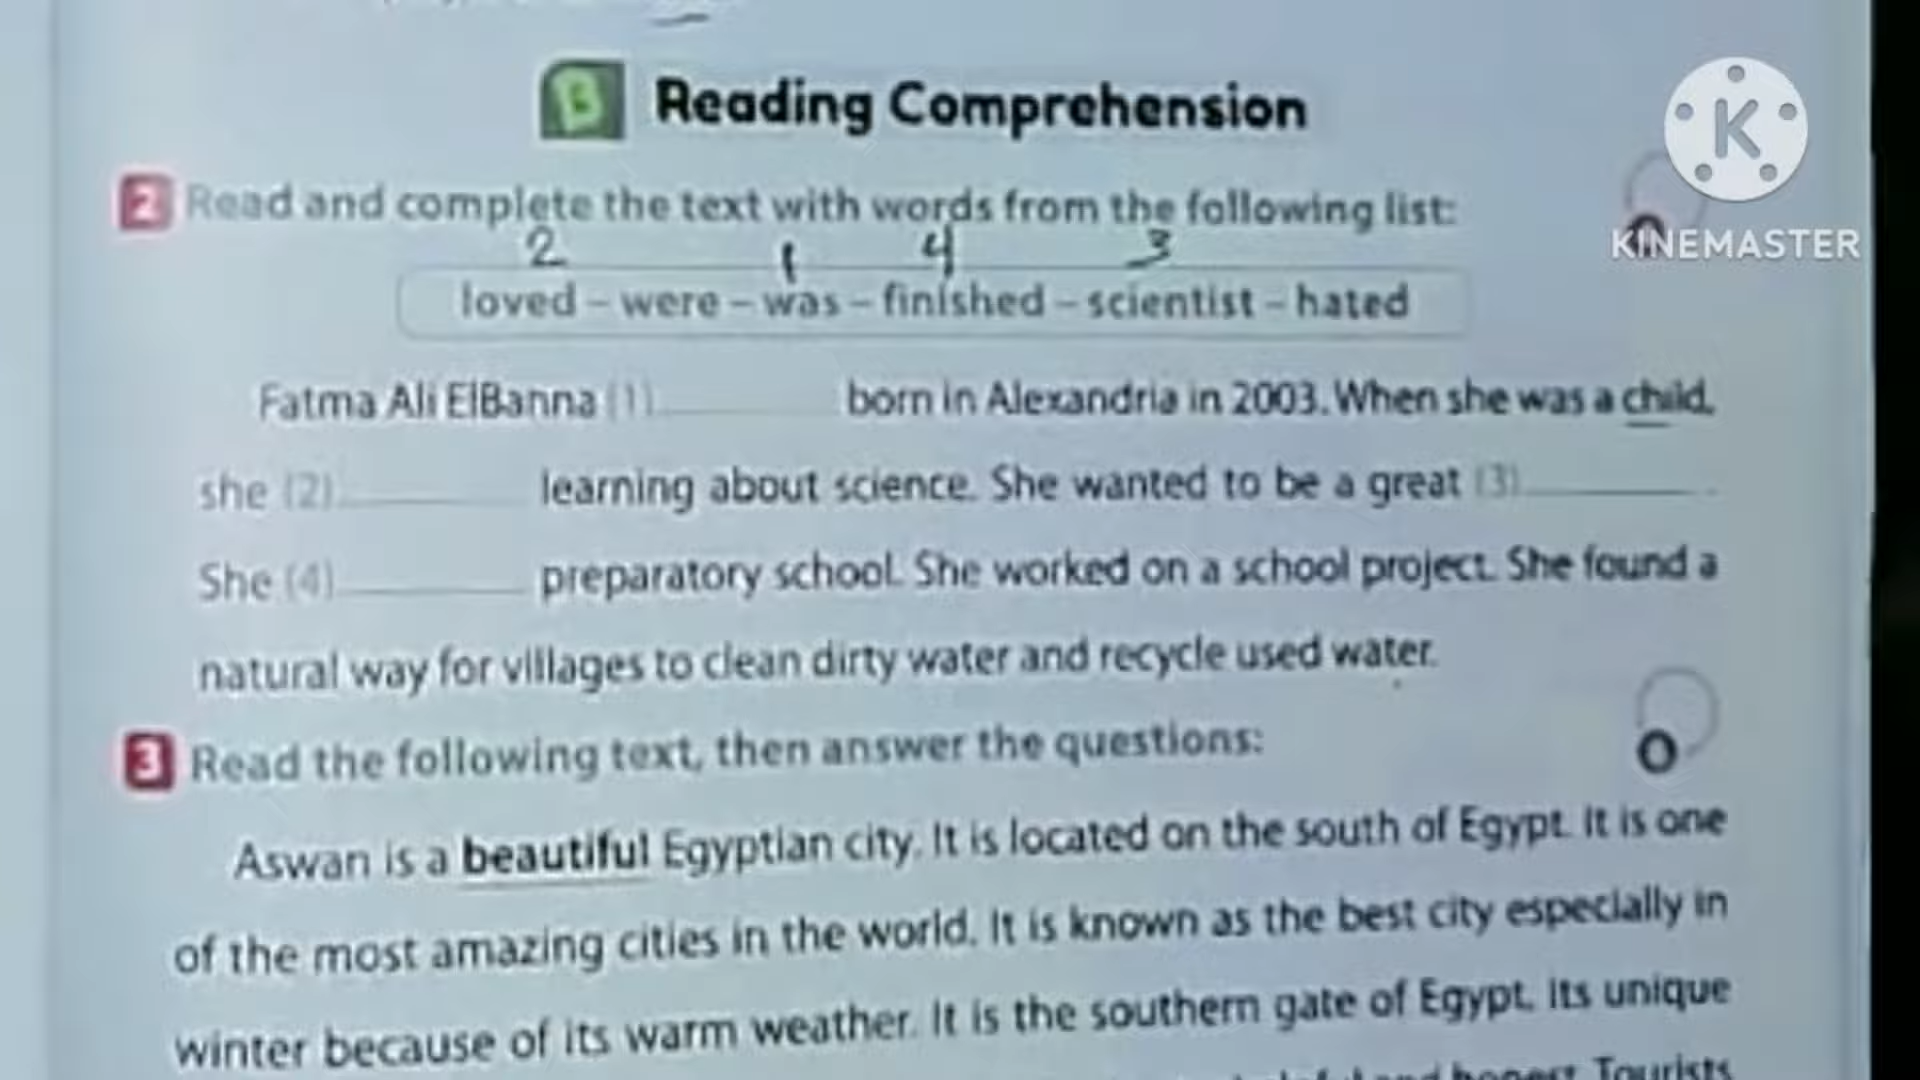 B Reading Comprehension
K
KINEMASTER
2 Read and complete the text with words from the following list:
2 1 4 3
loved – were – was – finished – scientist – hated
Fatma Ali ElBanna (1) born in Alexandria in 2003. When she was a child,
she (2) learning about science. She wanted to be a great (3) .
She (4) preparatory school. She worked on a school project. She found a
natural way for villages to clean dirty water and recycle used water.
3 Read the following text, then answer the questions:
Aswan is a beautiful Egyptian city. It is located on the south of Egypt. It is one
of the most amazing cities in the world. It is known as the best city especially in
winter because of its warm weather. It is the southern gate of Egypt. Its unique
and honest. Tourists